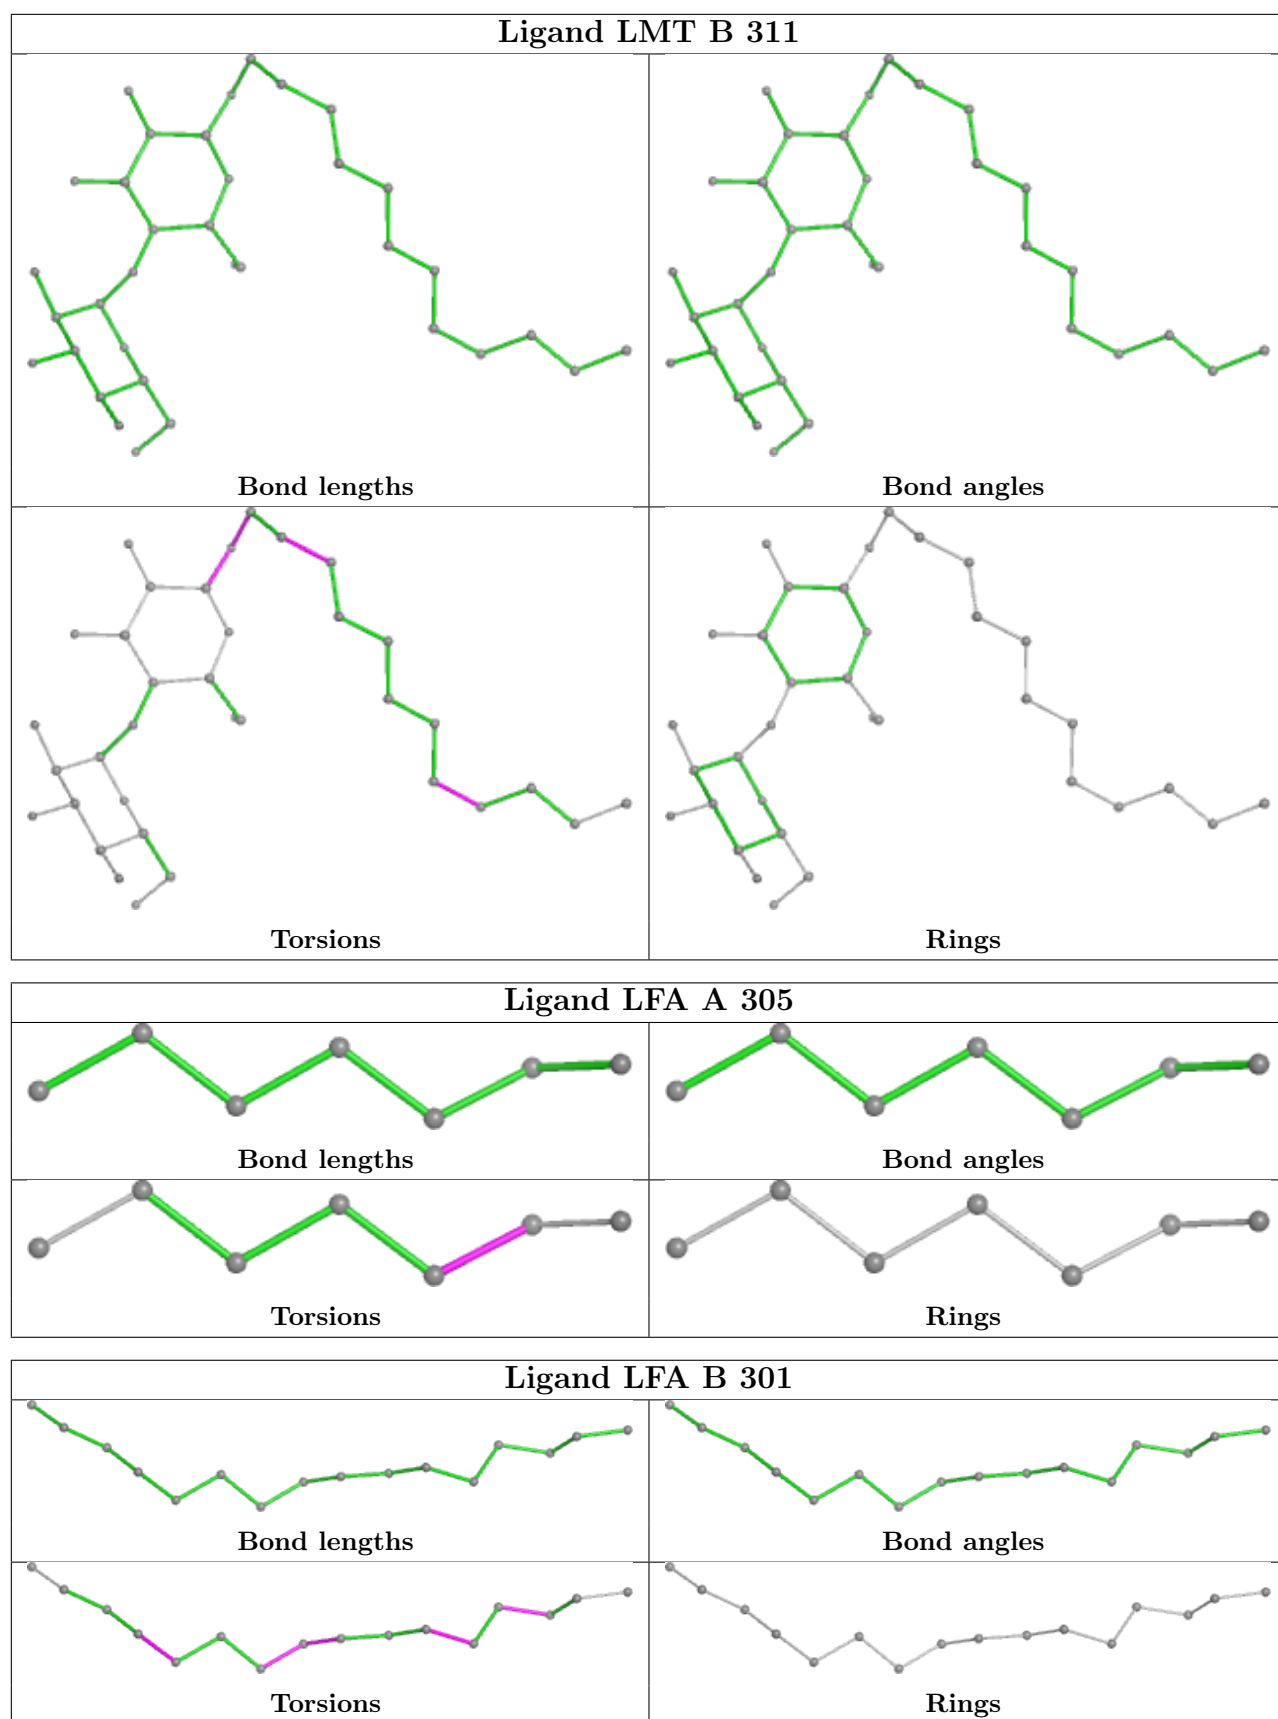 Ligand LMT B 311
Bond lengths
Bond angles
Torsions
Rings
Ligand LFA A 305
Bond lengths
Bond angles
Torsions
Rings
Ligand LFA B 301
Bond lengths
Bond angles
Torsions
Rings